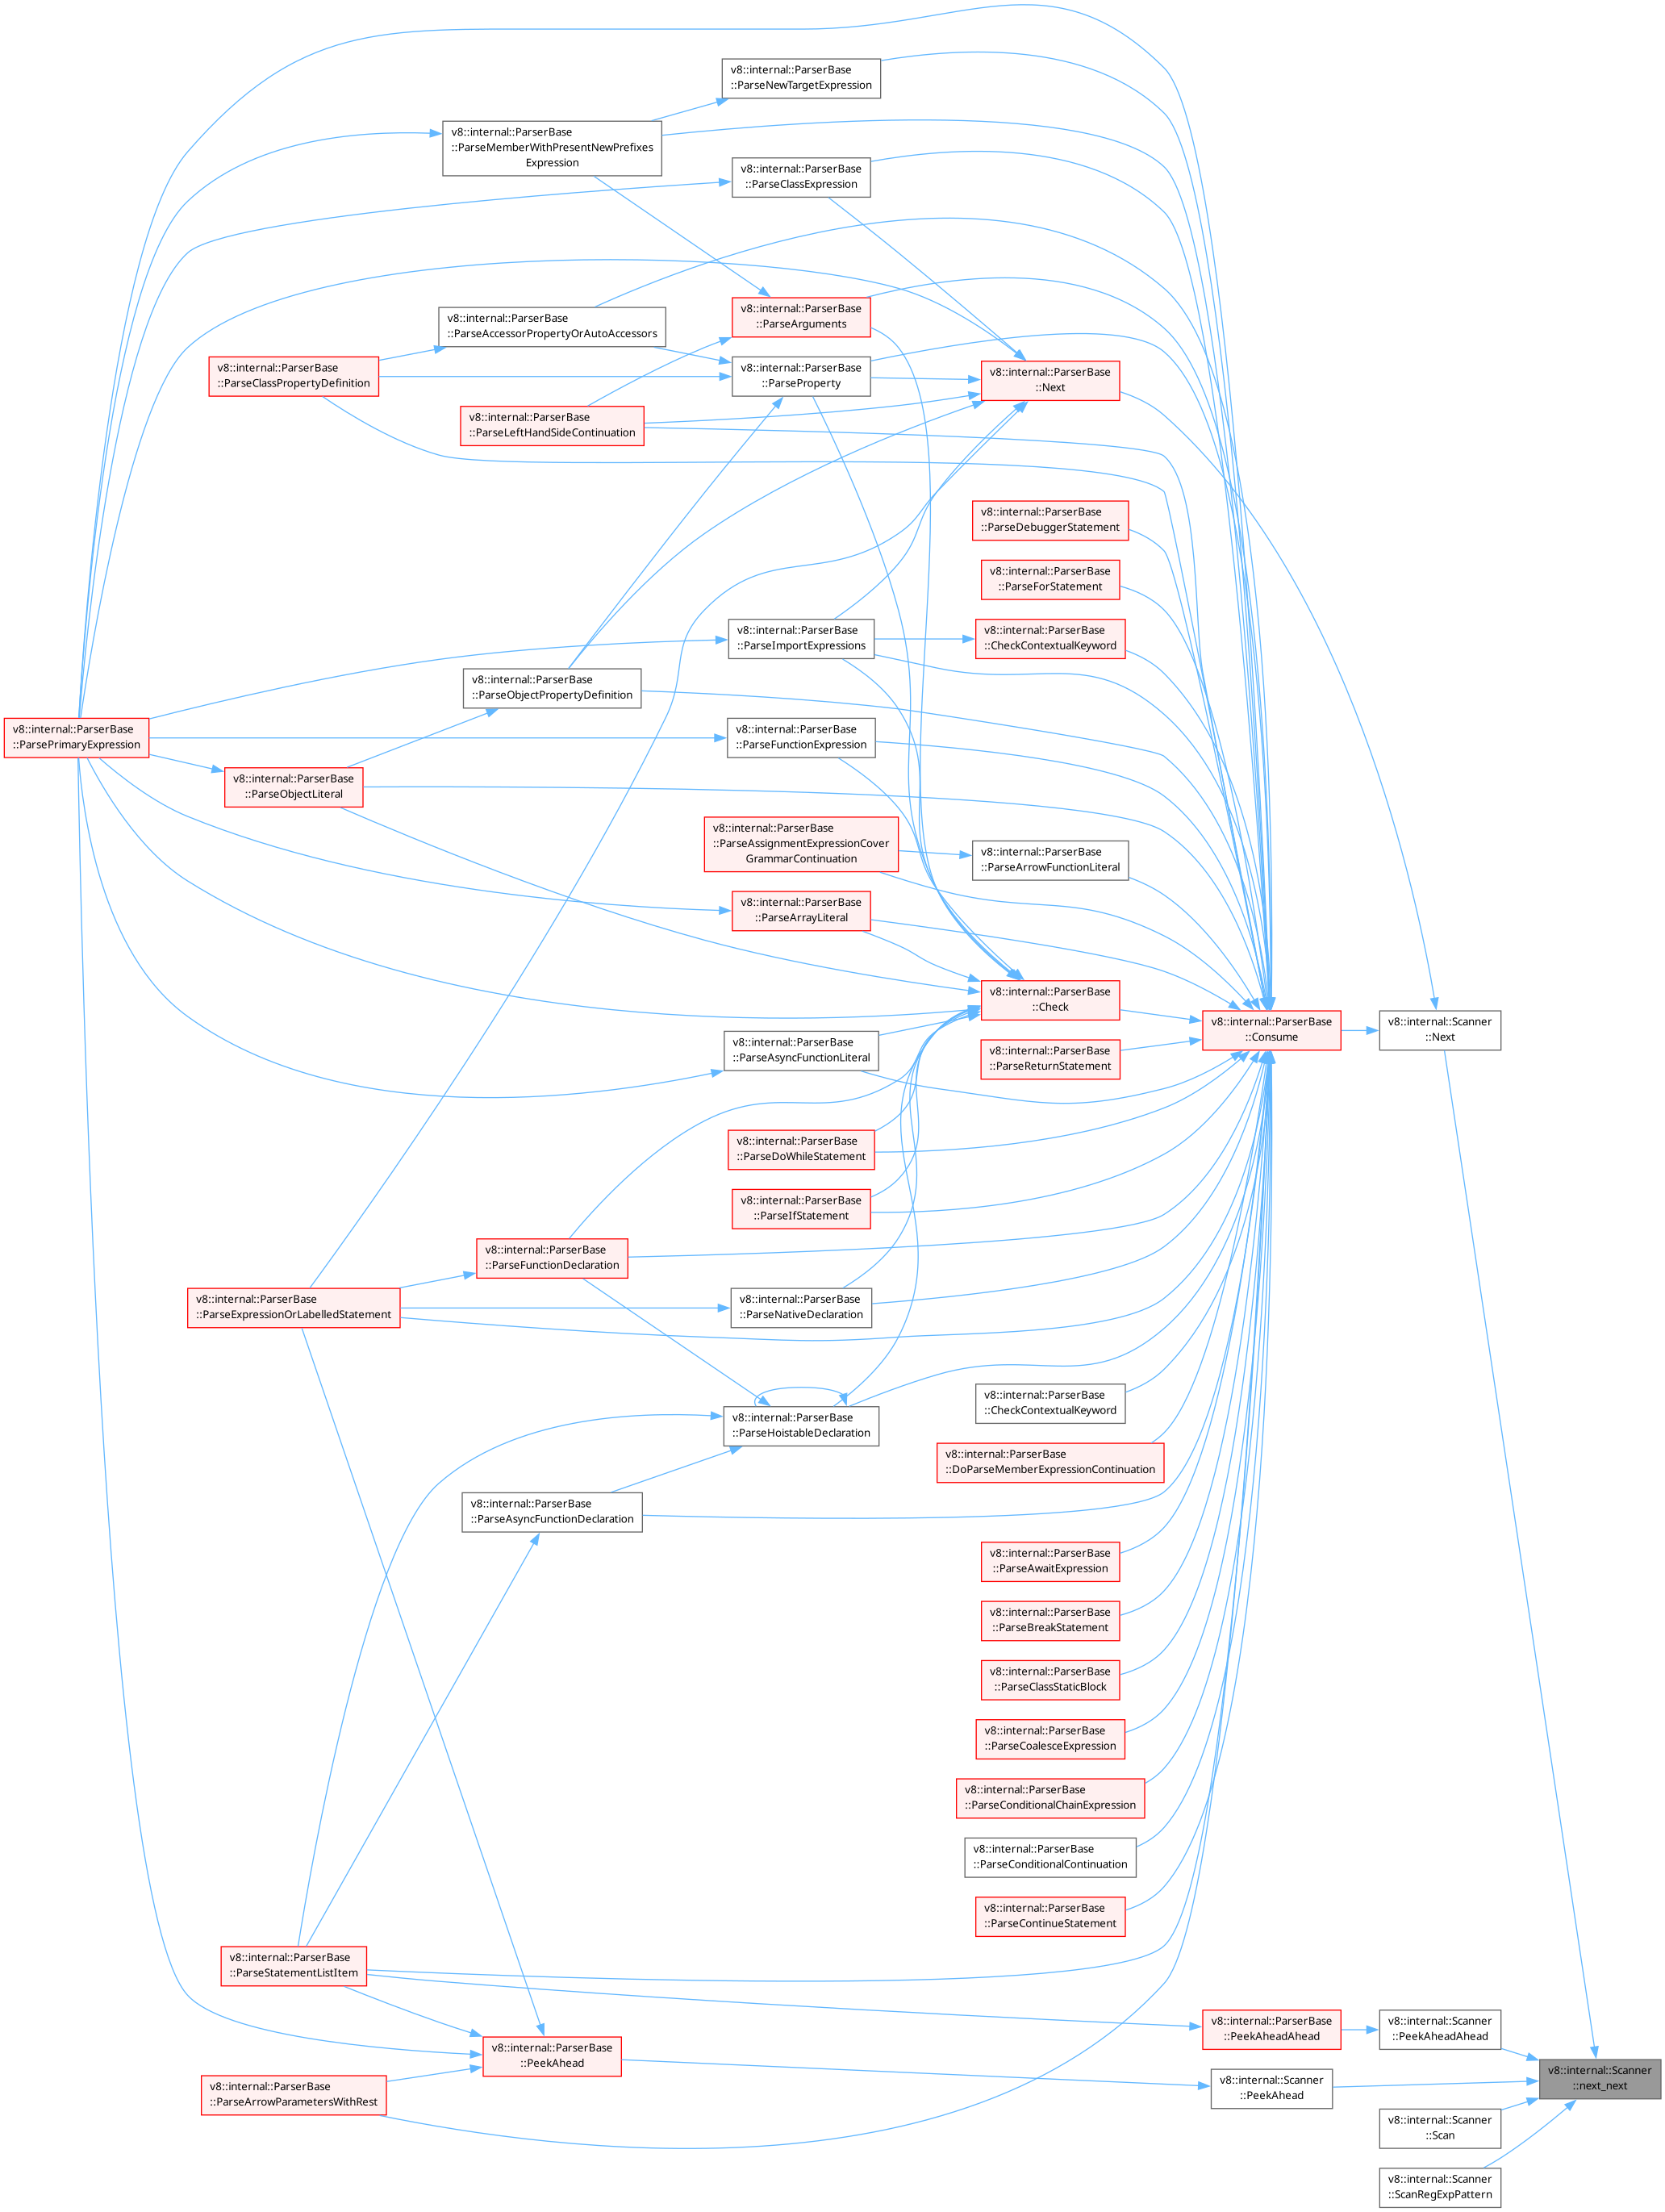 v8::internal::ParserBase
::ParseNewTargetExpression
v8::internal::ParserBase
::ParseMemberWithPresentNewPrefixes
Expression
v8::internal::ParserBase
::ParseClassExpression
v8::internal::ParserBase
::ParseArguments
v8::internal::ParserBase
::ParseAccessorPropertyOrAutoAccessors
v8::internal::ParserBase
::ParseClassPropertyDefinition
v8::internal::ParserBase
::ParseProperty
v8::internal::ParserBase
::Next
v8::internal::ParserBase
::ParseLeftHandSideContinuation
v8::internal::ParserBase
::ParseDebuggerStatement
v8::internal::ParserBase
::ParseForStatement
v8::internal::ParserBase
::ParseImportExpressions
v8::internal::ParserBase
::CheckContextualKeyword
v8::internal::ParserBase
::ParseObjectPropertyDefinition
v8::internal::ParserBase
::ParsePrimaryExpression
v8::internal::ParserBase
::ParseFunctionExpression
v8::internal::ParserBase
::ParseObjectLiteral
v8::internal::ParserBase
::ParseAssignmentExpressionCover
GrammarContinuation
v8::internal::ParserBase
::ParseArrowFunctionLiteral
v8::internal::ParserBase
::ParseArrayLiteral
v8::internal::ParserBase
::Check
v8::internal::ParserBase
::Consume
v8::internal::Scanner
::Next
v8::internal::ParserBase
::ParseAsyncFunctionLiteral
v8::internal::ParserBase
::ParseReturnStatement
v8::internal::ParserBase
::ParseDoWhileStatement
v8::internal::ParserBase
::ParseIfStatement
v8::internal::ParserBase
::ParseFunctionDeclaration
v8::internal::ParserBase
::ParseExpressionOrLabelledStatement
v8::internal::ParserBase
::ParseNativeDeclaration
v8::internal::ParserBase
::CheckContextualKeyword
v8::internal::ParserBase
::ParseHoistableDeclaration
v8::internal::ParserBase
::DoParseMemberExpressionContinuation
v8::internal::ParserBase
::ParseAsyncFunctionDeclaration
v8::internal::ParserBase
::ParseAwaitExpression
v8::internal::ParserBase
::ParseBreakStatement
v8::internal::ParserBase
::ParseClassStaticBlock
v8::internal::ParserBase
::ParseCoalesceExpression
v8::internal::ParserBase
::ParseConditionalChainExpression
v8::internal::ParserBase
::ParseConditionalContinuation
v8::internal::ParserBase
::ParseContinueStatement
v8::internal::ParserBase
::ParseStatementListItem
v8::internal::ParserBase
::PeekAheadAhead
v8::internal::Scanner
::PeekAheadAhead
v8::internal::ParserBase
::PeekAhead
v8::internal::Scanner
::next_next
v8::internal::ParserBase
::ParseArrowParametersWithRest
v8::internal::Scanner
::PeekAhead
v8::internal::Scanner
::Scan
v8::internal::Scanner
::ScanRegExpPattern